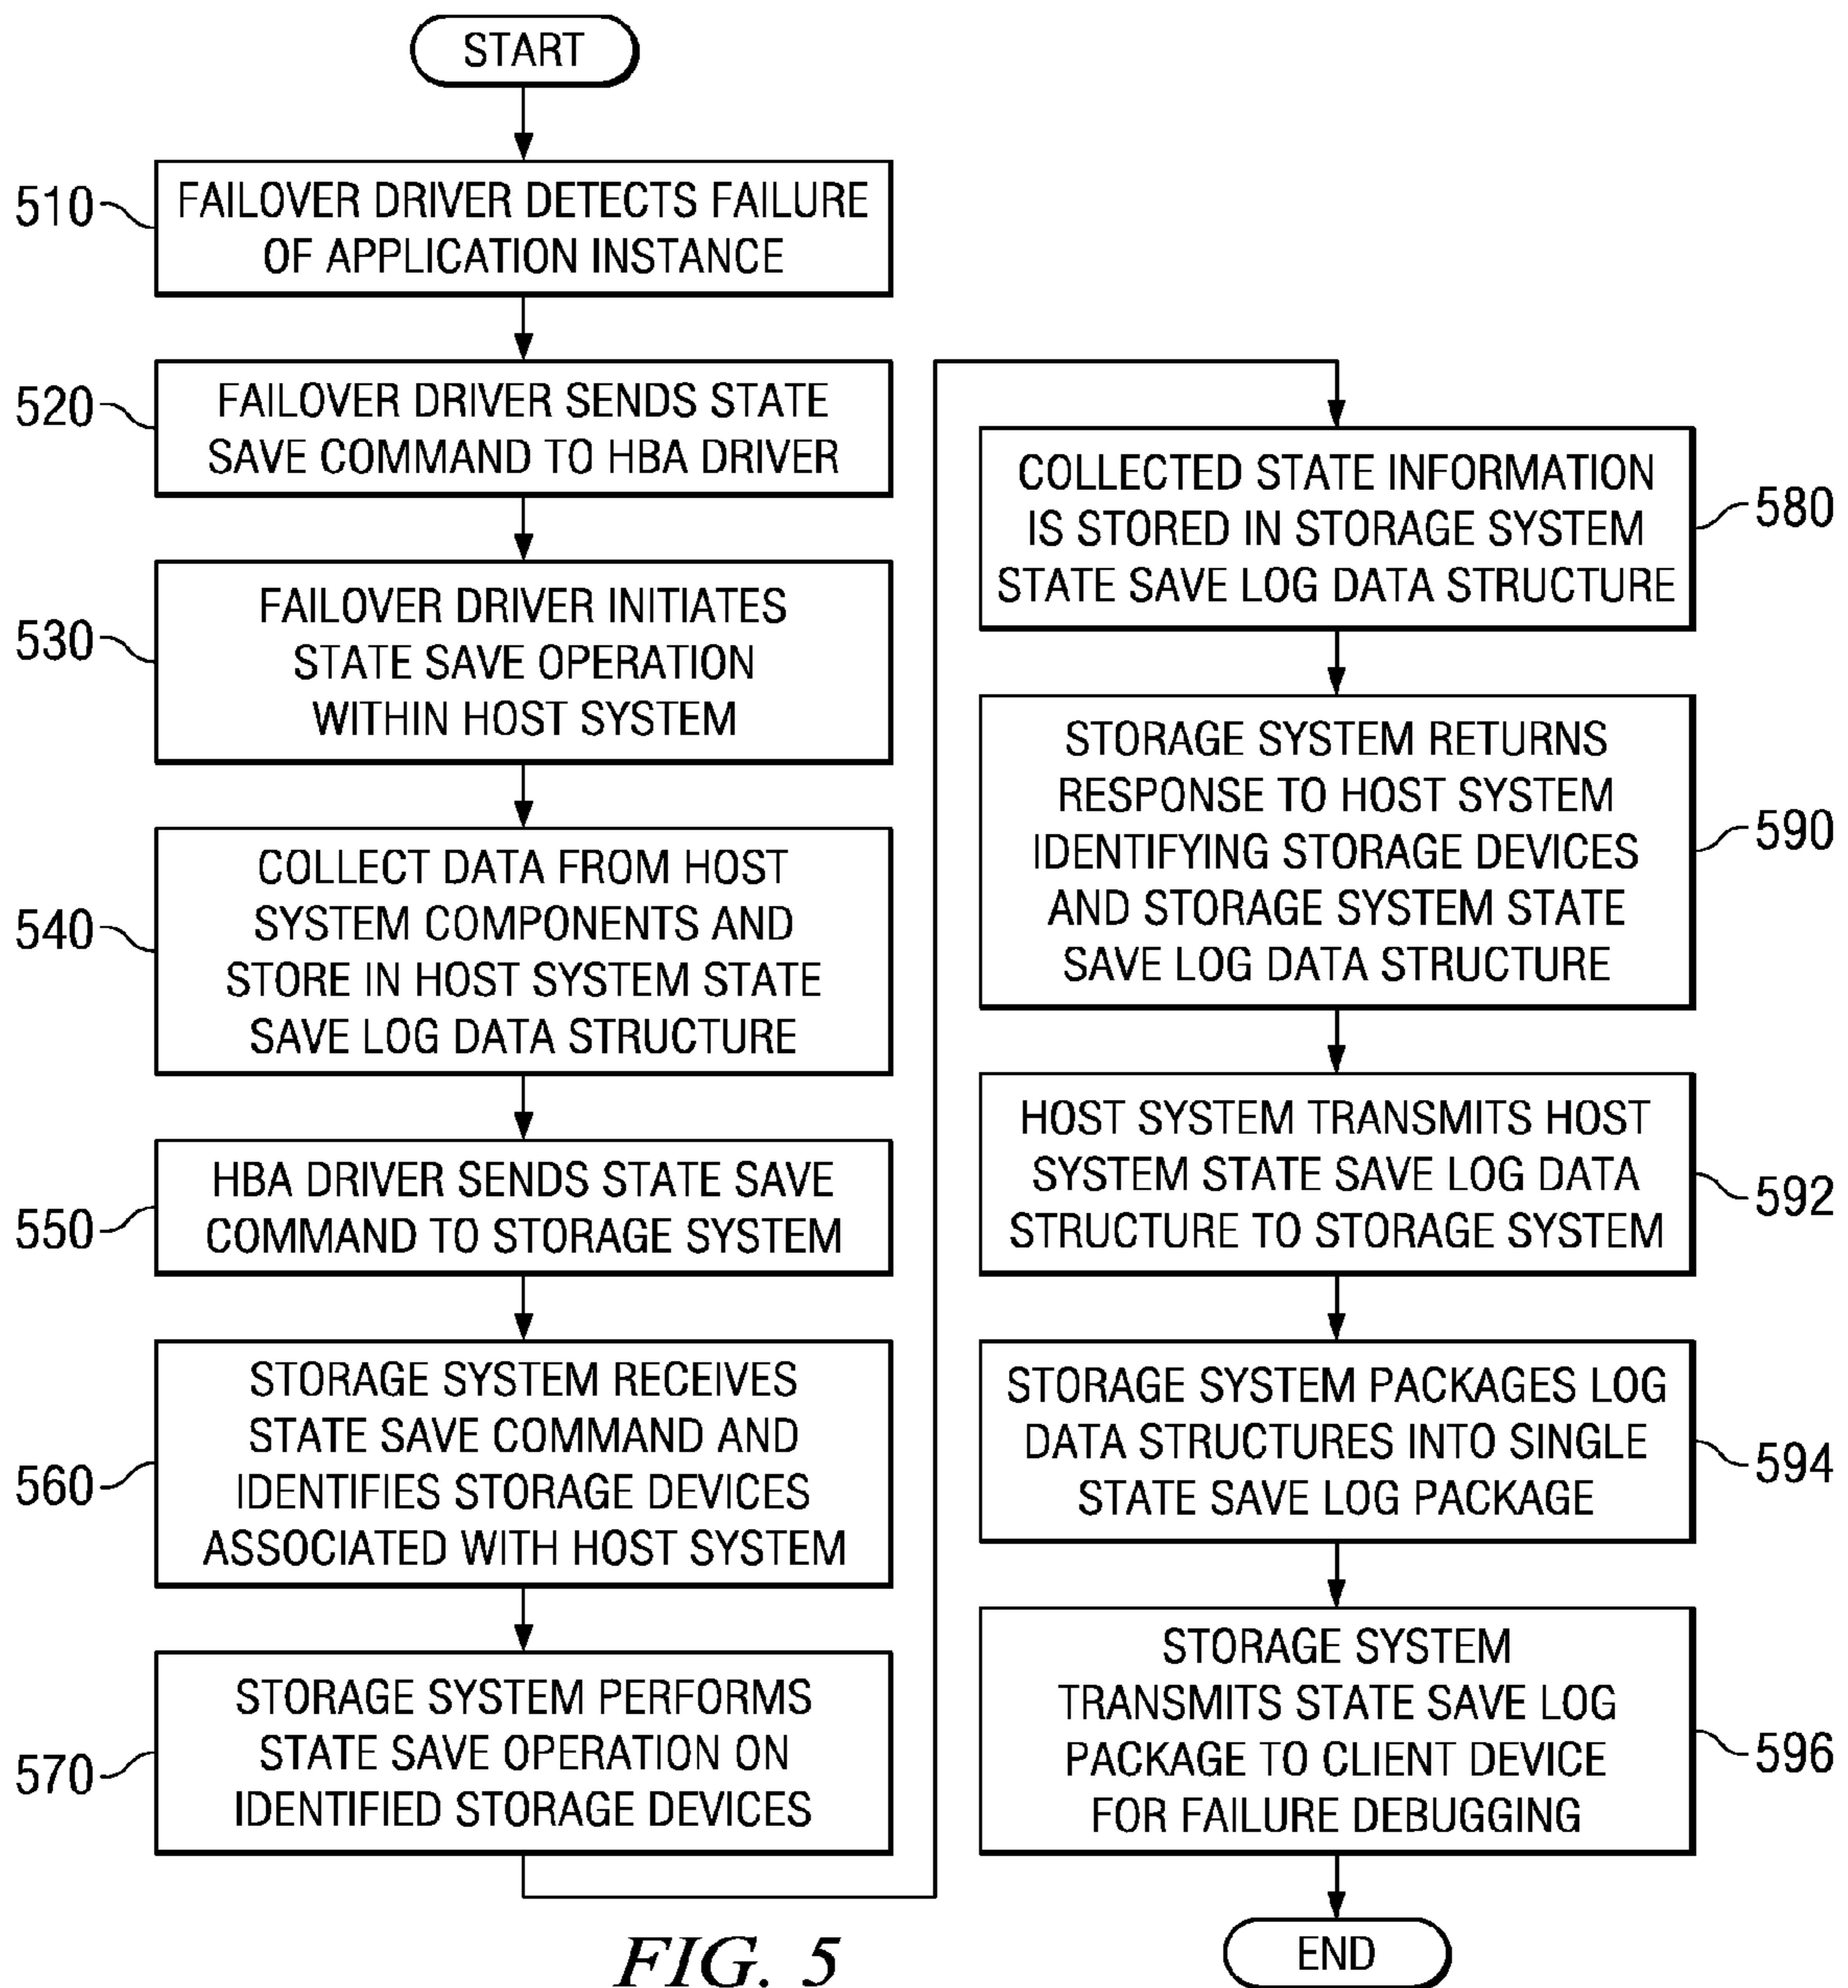 START
510
FAILOVER DRIVER DETECTS FAILURE
OF APPLICATION INSTANCE
520
FAILOVER DRIVER SENDS STATE
SAVE COMMAND TO HBA DRIVER
530
FAILOVER DRIVER INITIATES
STATE SAVE OPERATION
WITHIN HOST SYSTEM
540
COLLECT DATA FROM HOST
SYSTEM COMPONENTS AND
STORE IN HOST SYSTEM STATE
SAVE LOG DATA STRUCTURE
550
HBA DRIVER SENDS STATE SAVE
COMMAND TO STORAGE SYSTEM
560
STORAGE SYSTEM RECEIVES
STATE SAVE COMMAND AND
IDENTIFIES STORAGE DEVICES
ASSOCIATED WITH HOST SYSTEM
570
STORAGE SYSTEM PERFORMS
STATE SAVE OPERATION ON
IDENTIFIED STORAGE DEVICES
COLLECTED STATE INFORMATION
IS STORED IN STORAGE SYSTEM
STATE SAVE LOG DATA STRUCTURE
580
STORAGE SYSTEM RETURNS
RESPONSE TO HOST SYSTEM
IDENTIFYING STORAGE DEVICES
AND STORAGE SYSTEM STATE
SAVE LOG DATA STRUCTURE
590
HOST SYSTEM TRANSMITS HOST
SYSTEM STATE SAVE LOG DATA
STRUCTURE TO STORAGE SYSTEM
592
STORAGE SYSTEM PACKAGES LOG
DATA STRUCTURES INTO SINGLE
STATE SAVE LOG PACKAGE
594
STORAGE SYSTEM
TRANSMITS STATE SAVE LOG
PACKAGE TO CLIENT DEVICE
FOR FAILURE DEBUGGING
596
END
FIG. 5